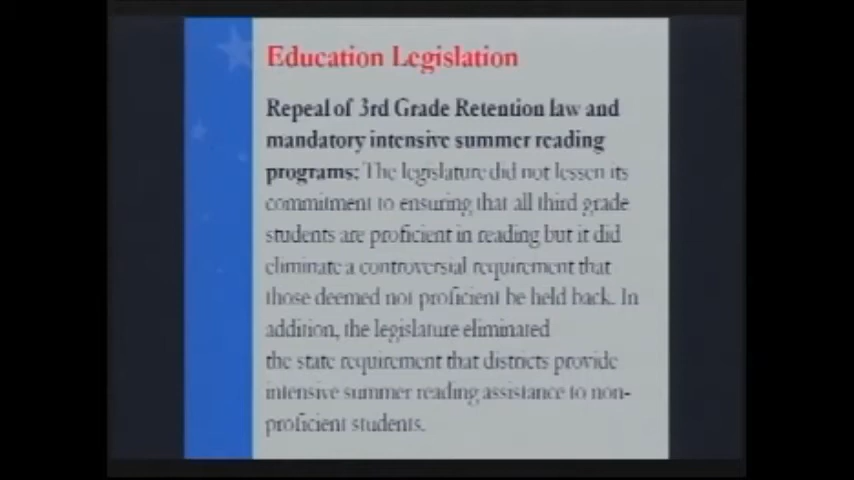 Education Legislation
Repeal of 3rd Grade Retention law and
mandatory intensive summer reading
programs: The legislature did not lessen its
commitment to ensuring that all third grade
students are proficient in reading but it did
eliminate a controversial requirement that
those deemed not proficient be held back. In
addition, the legislature eliminated
the state requirement that districts provide
intensive summer reading assistance to non-
proficient students.